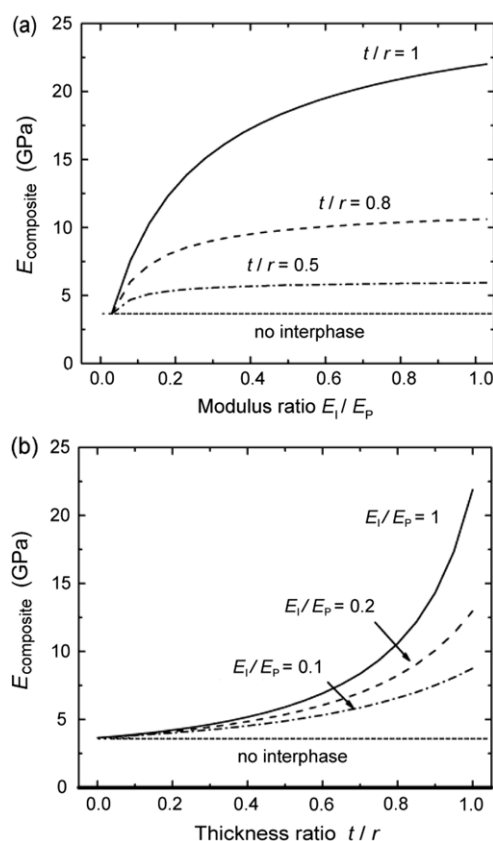 (a)
25
20
15
10
5
0
E composite (GPa)
t / r = 1
t / r = 0.8
t / r = 0.5
no interphase
0.0 0.2 0.4 0.6 0.8 1.0
Modulus ratio EI / EP
(b)
25
20
15
10
5
0
E composite (GPa)
EI / EP = 1
EI / EP = 0.2
EI / EP = 0.1
no interphase
0.0 0.2 0.4 0.6 0.8 1.0
Thickness ratio t / r